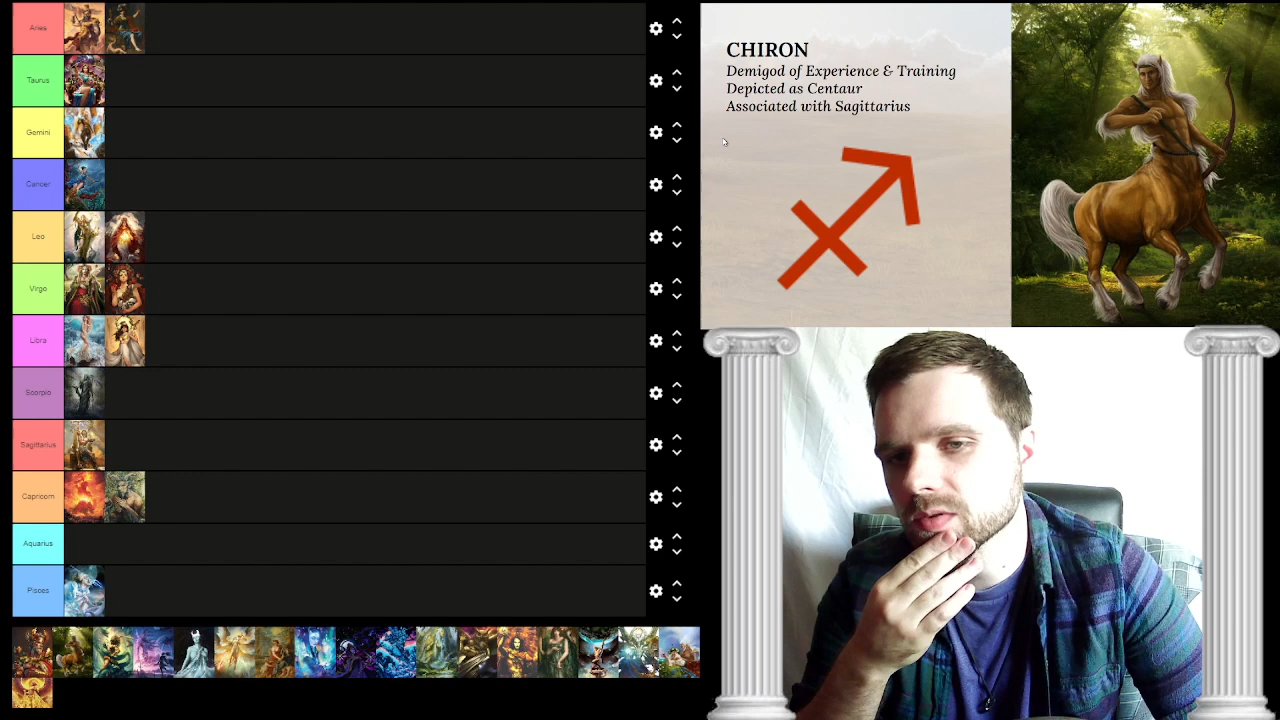 Aries
Taurus
Gemini
Cancer
Leo
Virgo
Libra
Scorpio
Sagittarius
Capricorn
Aquarius
Pisces
CHIRON
Demigod of Experience & Training
Depicted as Centaur
Associated with Sagittarius